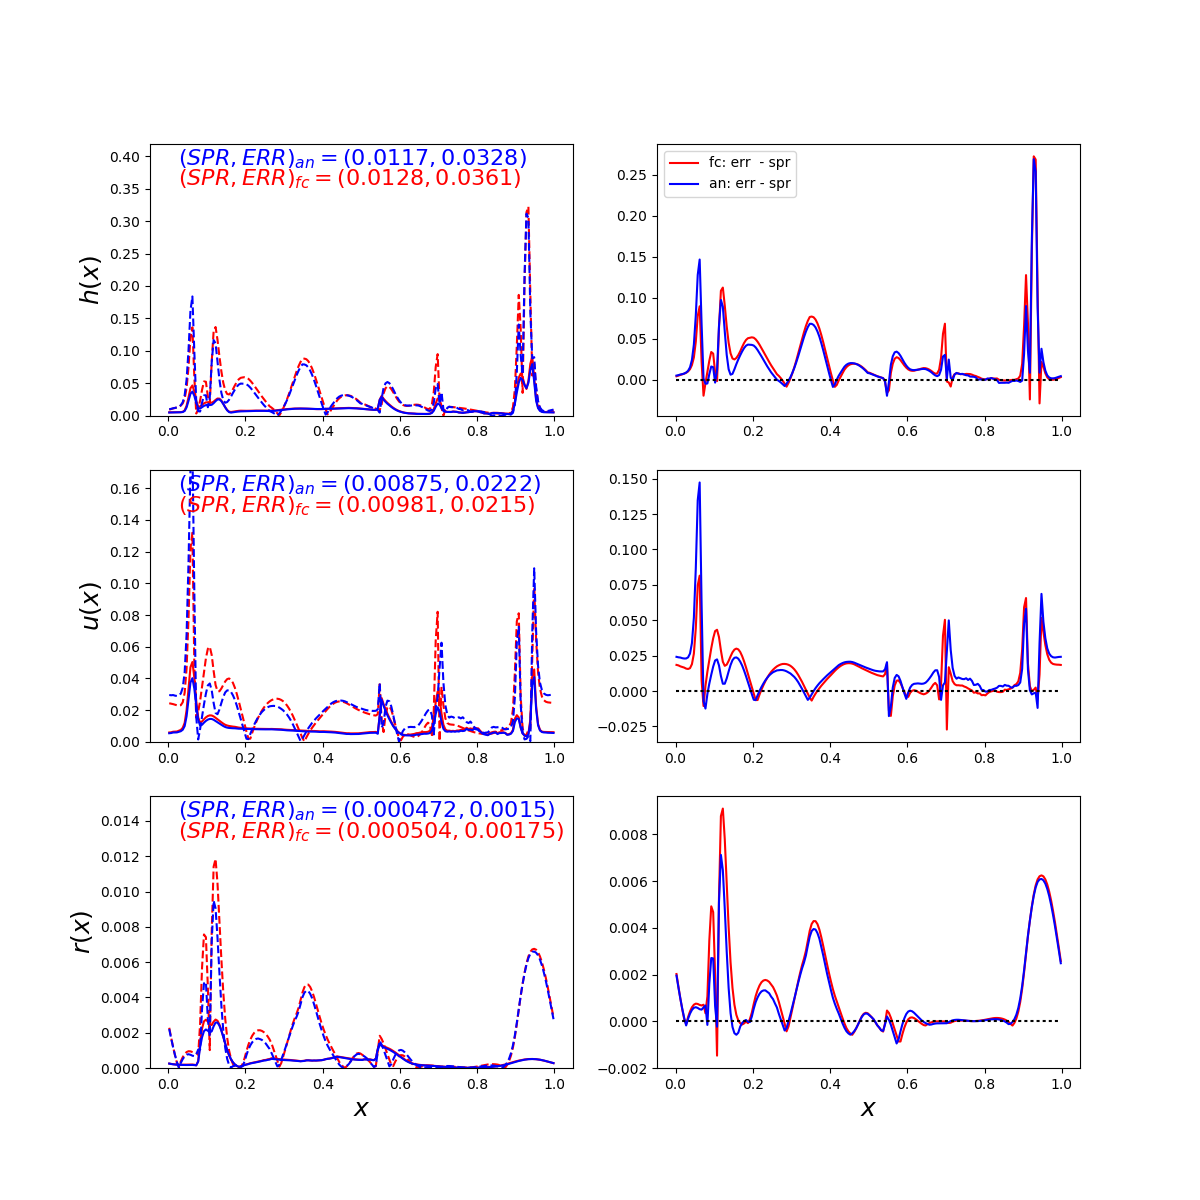 (SPR, ERR)an = (0.0117, 0.0328)
(SPR, ERR)fc = (0.0128, 0.0361)
0.40
0.35
0.30
0.25
0.20
0.15
0.10
0.05
0.00
h(x)
0.0 0.2 0.4 0.6 0.8 1.0
fc: err - spr
an: err - spr
0.25
0.20
0.15
0.10
0.05
0.00
0.0 0.2 0.4 0.6 0.8 1.0
(SPR, ERR)an = (0.00875, 0.0222)
(SPR, ERR)fc = (0.00981, 0.0215)
0.16
0.14
0.12
0.10
0.08
0.06
0.04
0.02
0.00
u(x)
0.0 0.2 0.4 0.6 0.8 1.0
0.150
0.125
0.100
0.075
0.050
0.025
0.000
−0.025
0.0 0.2 0.4 0.6 0.8 1.0
(SPR, ERR)an = (0.000472, 0.0015)
(SPR, ERR)fc = (0.000504, 0.00175)
0.014
0.012
0.010
0.008
0.006
0.004
0.002
0.000
r(x)
0.0 0.2 0.4 0.6 0.8 1.0
x
0.008
0.006
0.004
0.002
0.000
−0.002
0.0 0.2 0.4 0.6 0.8 1.0
x